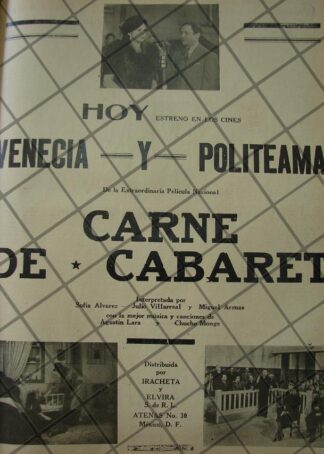 HOY ESTRENO EN LOS CINES
VENECIA — Y — POLITEAMA
De la Extraordinaria Película Nacional
CARNE
DE * CABARET
Interpretada por
Sofía Alvarez — Julio Villarreal y Miguel Arenas
con la mejor música y canciones de
Agustín Lara y Chucho Monge
Distribuída
por
IRACHETA
y
ELVIRA
S. de R. L.
ATENAS No. 30
México, D. F.